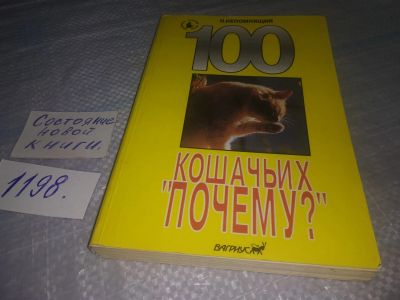 Н.НЕПОМНЯЩИЙ
100
КОШАЧЬИХ
"ПОЧЕМУ?"
ВАГРИУС
Состояние
новой
книги.
1198.